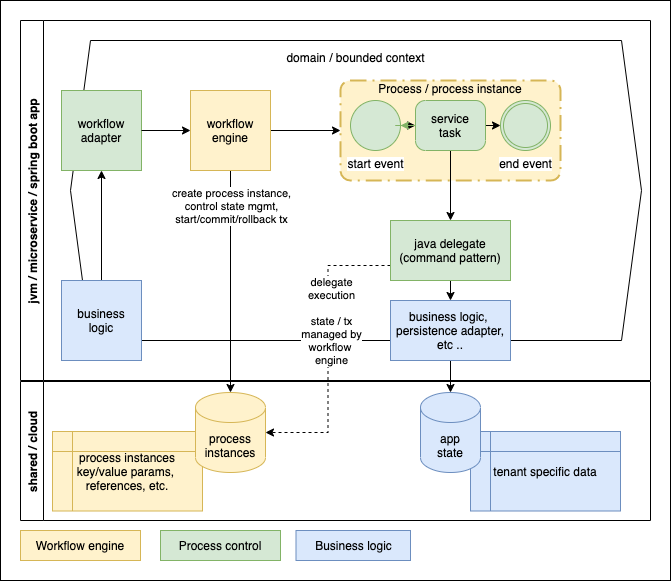 jvm / microservice / spring boot app
domain / bounded context
workflow
adapter
workflow
engine
Process / process instance
service
task
start event
end event
create process instance,
control state mgmt,
start/commit/rollback tx
java delegate
(command pattern)
delegate
execution
business
logic
state / tx
managed by
workflow
engine
business logic,
persistence adapter,
etc ..
shared / cloud
process
instances
process instances
key/value params,
references, etc.
app
state
tenant specific data
Workflow engine
Process control
Business logic